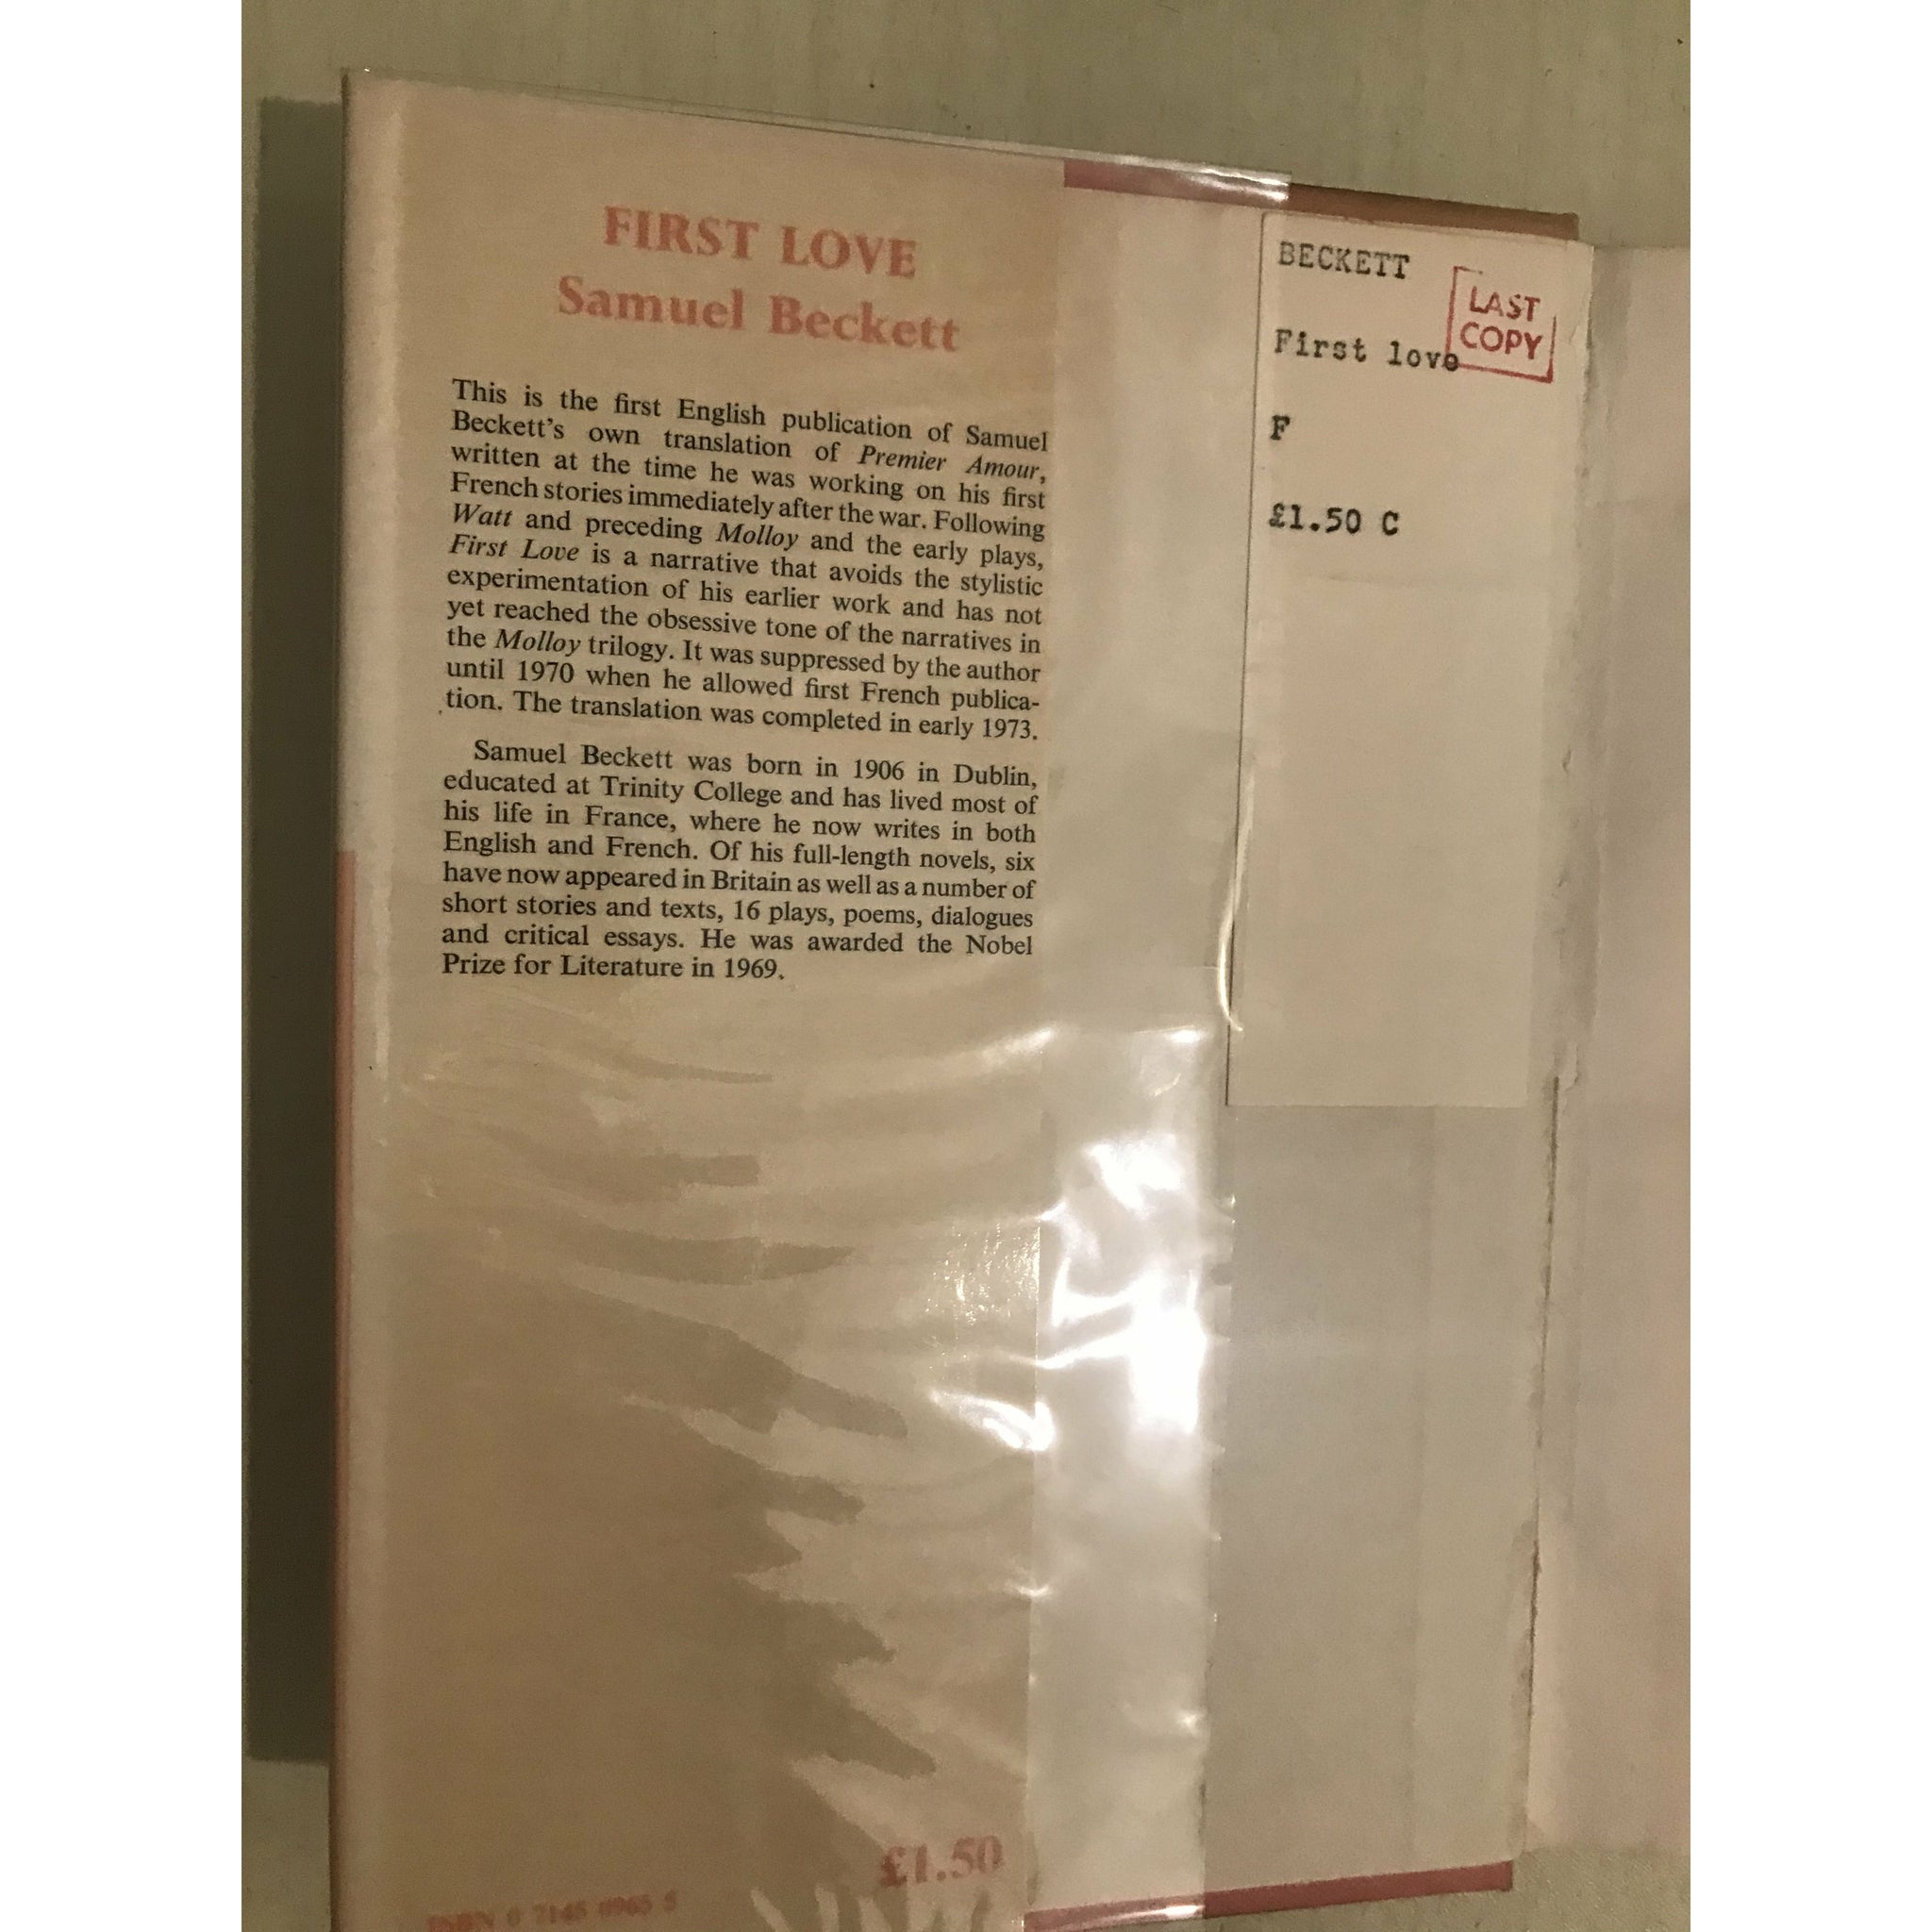 FIRST LOVE
Samuel Beckett
This is the first English publication of Samuel
Beckett's own translation of Premier Amour,
written at the time he was working on his first
French stories immediately after the war. Following
Watt and preceding Molloy and the early plays,
First Love is a narrative that avoids the stylistic
experimentation of his earlier work and has not
yet reached the obsessive tone of the narratives in
the Molloy trilogy. It was suppressed by the author
until 1970 when he allowed first French publica-
tion. The translation was completed in early 1973.
Samuel Beckett was born in 1906 in Dublin,
educated at Trinity College and has lived most of
his life in France, where he now writes in both
English and French. Of his full-length novels, six
have now appeared in Britain as well as a number of
short stories and texts, 16 plays, poems, dialogues
and critical essays. He was awarded the Nobel
Prize for Literature in 1969.
£1.50
ISBN 0 7145 0965 5
BECKETT
LAST
COPY
First love
F
£1.50 C